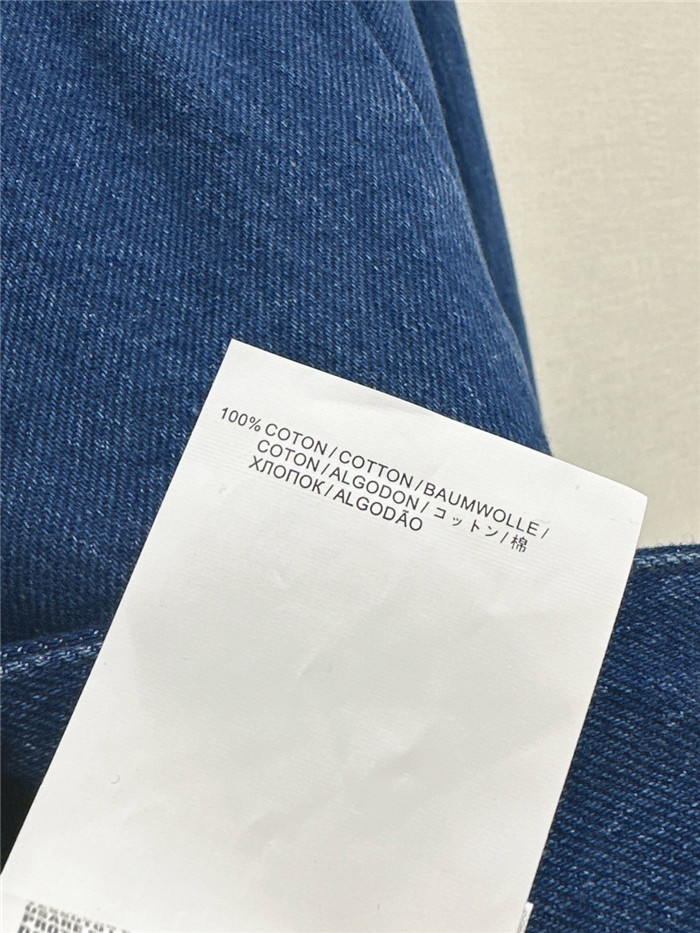 100% COTON / COTTON / BAUMWOLLE /
COTON / ALGODON / コットン / 棉
ХЛОПОК / ALGODÃO